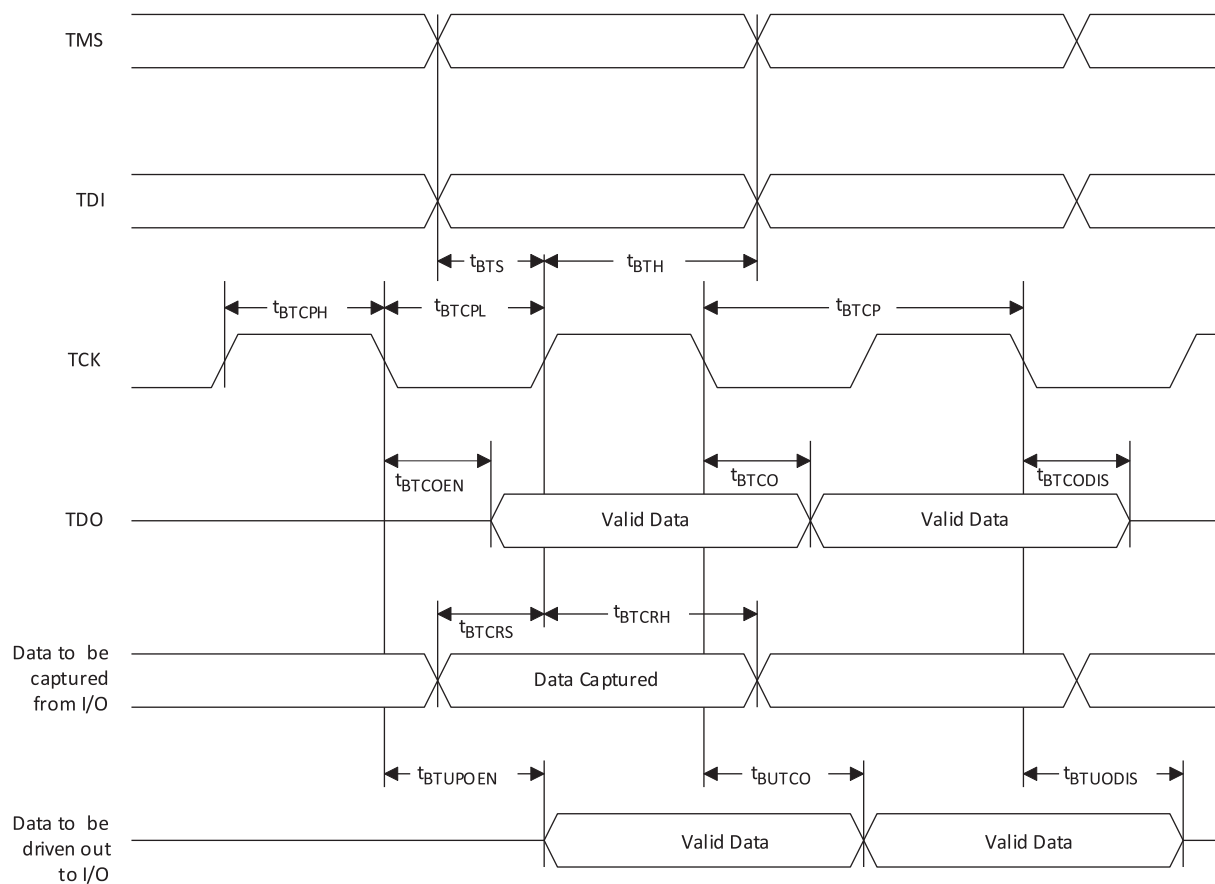 TMS
TDI
tBTS
tBTH
tBTCPH
tBTCPL
tBTCP
TCK
tBTCOEN
tBTCO
tBTCODIS
TDO
Valid Data
Valid Data
tBTCRS
tBTCRH
Data to be
captured
from I/O
Data Captured
tBTUPOEN
tBUTCO
tBTUODIS
Data to be
driven out
to I/O
Valid Data
Valid Data